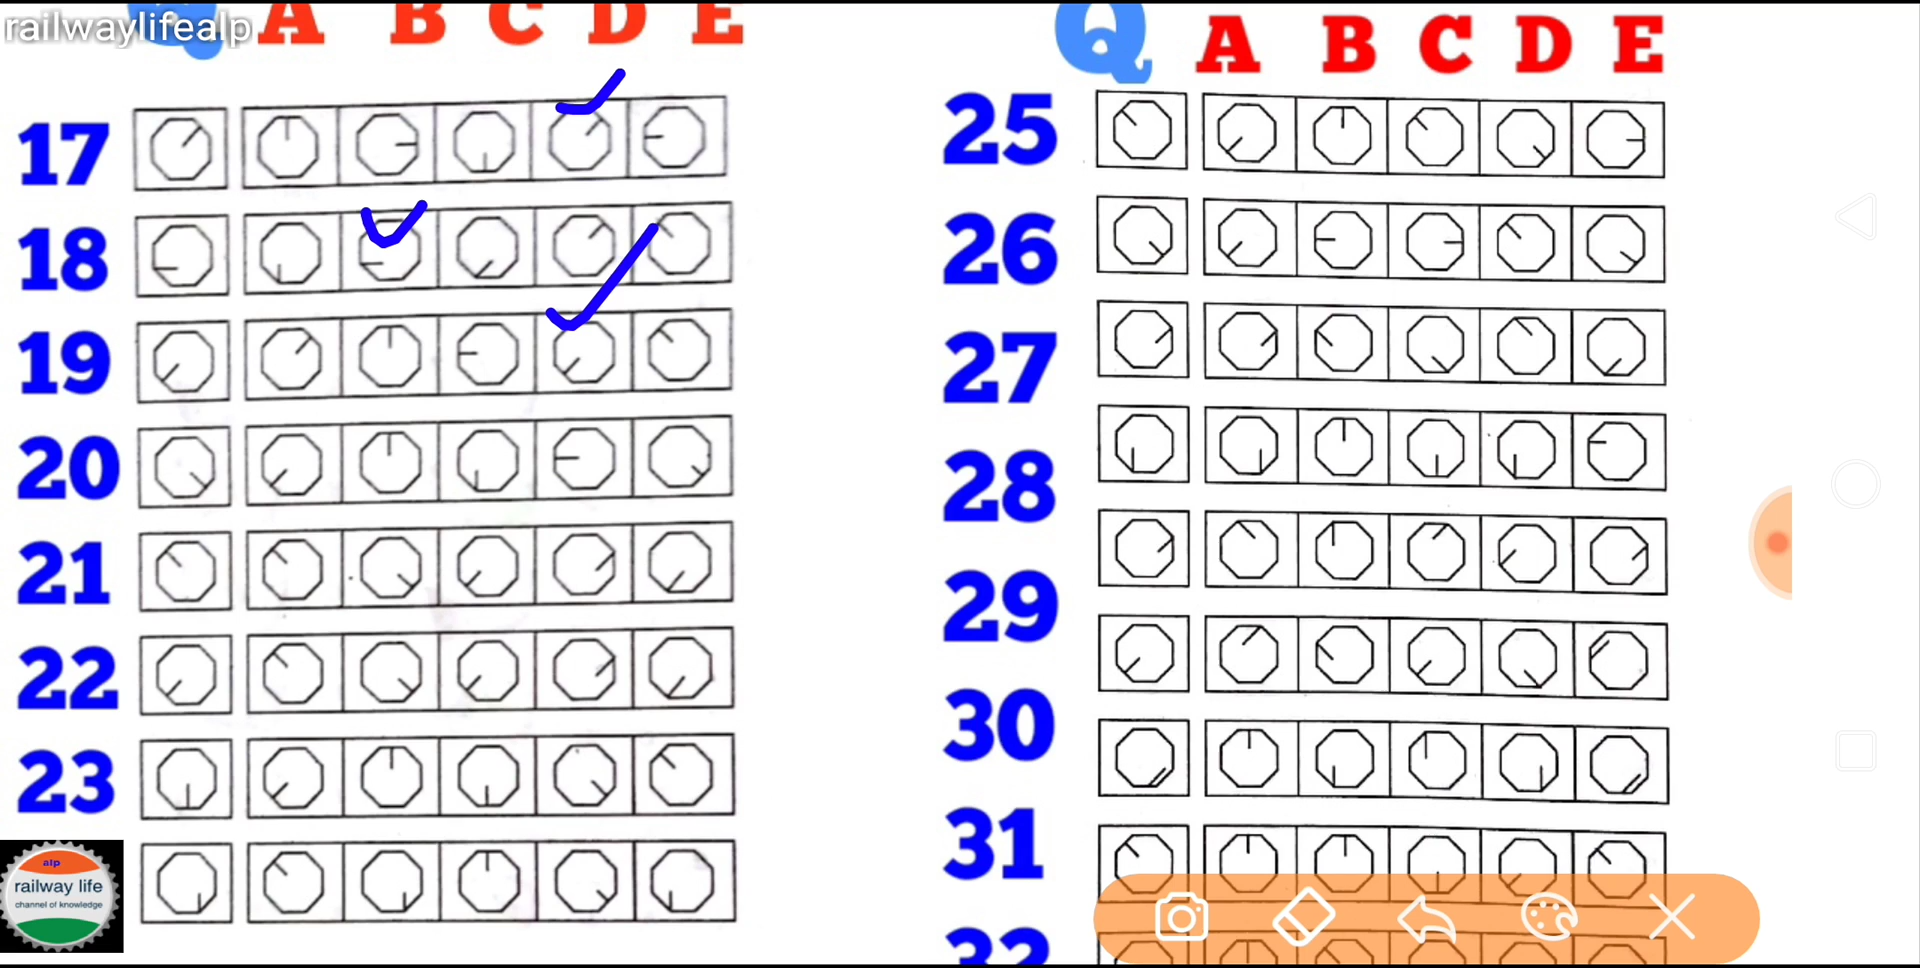 railwaylifealp
Q A B C D E
17
18
19
20
21
22
23
alp
railway life
channel of knowledge
Q A B C D E
25
26
27
28
29
30
31
32